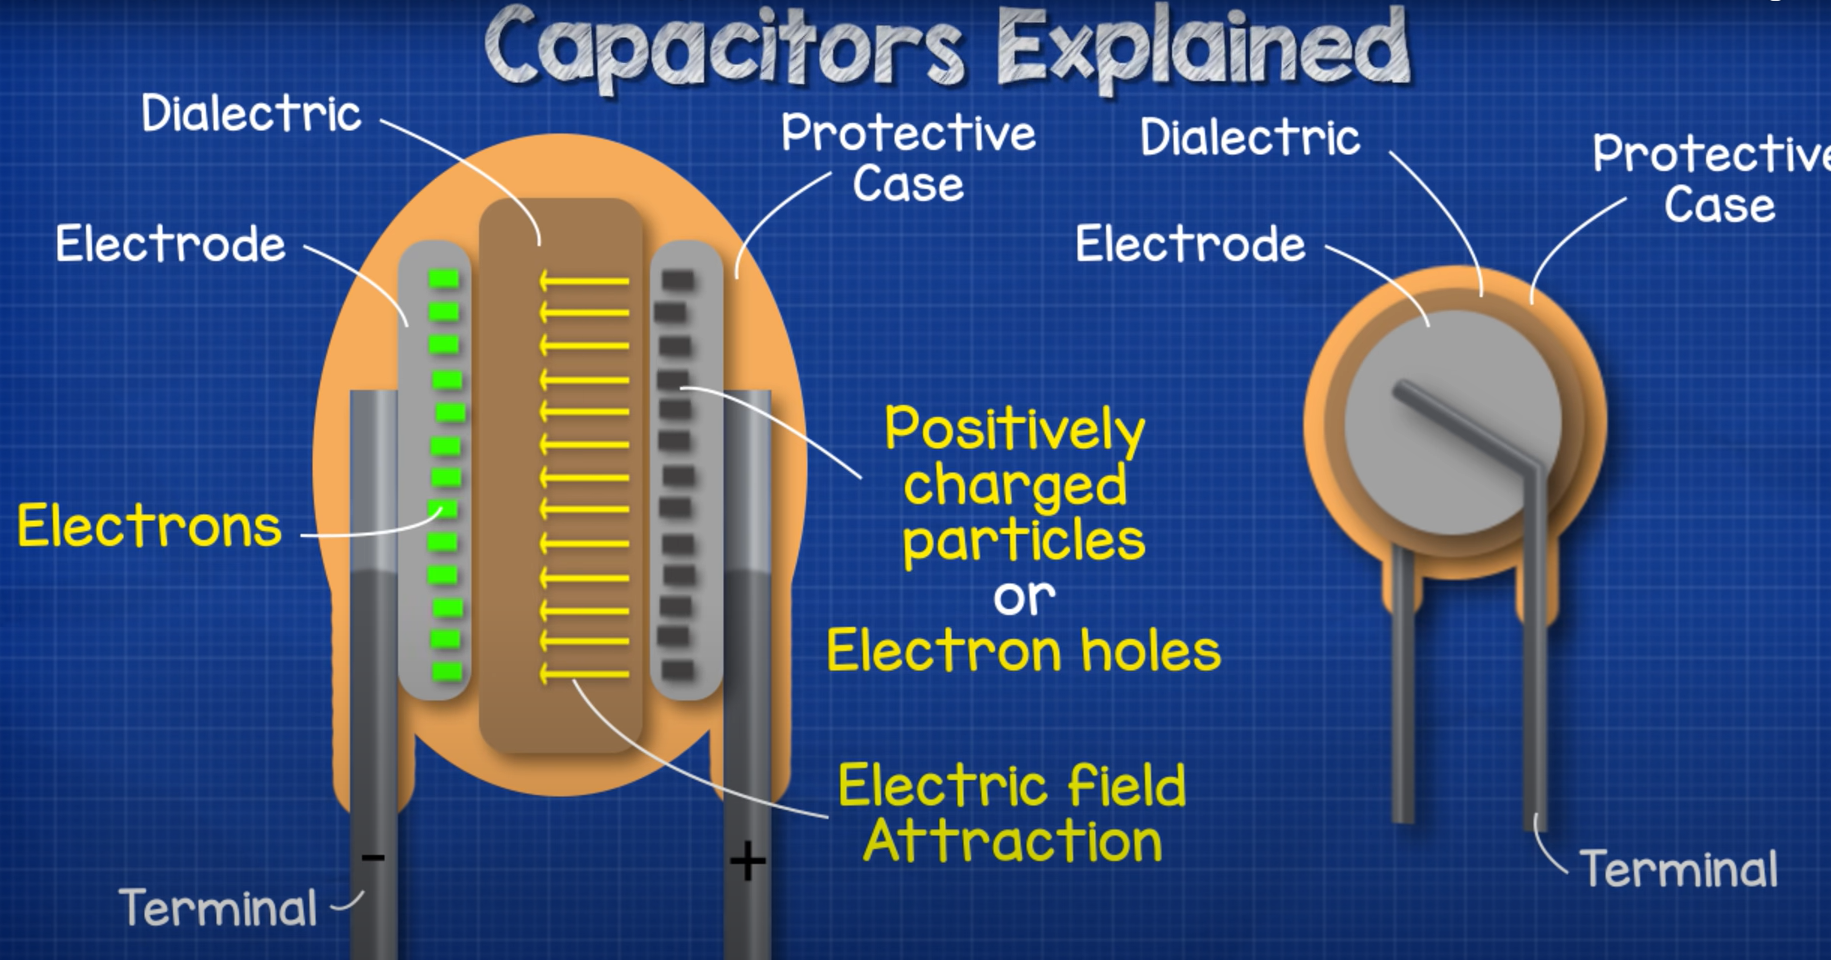 Capacitors Explained
Dialectric
Protective
Case
Electrode
Electrons
Positively
charged
particles
or
Electron holes
Electric field
Attraction
-
+
Terminal
Dialectric
Protective
Case
Electrode
Terminal